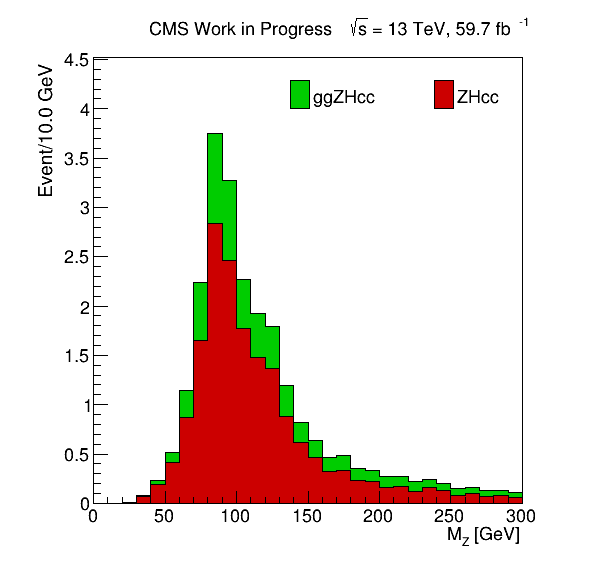 CMS Work in Progress √s = 13 TeV, 59.7 fb⁻¹
Event/10.0 GeV
ggZHcc ZHcc
4.5
4
3.5
3
2.5
2
1.5
1
0.5
0
0 50 100 150 200 250 300
M_Z [GeV]